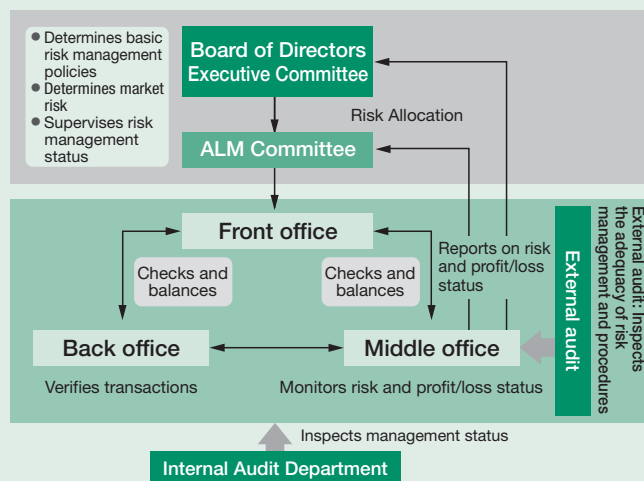 ● Determines basic
risk management
policies
● Determines market
risk
● Supervises risk
management
status
Board of Directors
Executive Committee
Risk Allocation
ALM Committee
Front office
Checks and
balances
Checks and
balances
Reports on risk
and profit/loss
status
Back office
Middle office
Verifies transactions
Monitors risk and profit/loss status
External audit
External audit: Inspects
the adequacy of risk
management and procedures
Inspects management status
Internal Audit Department